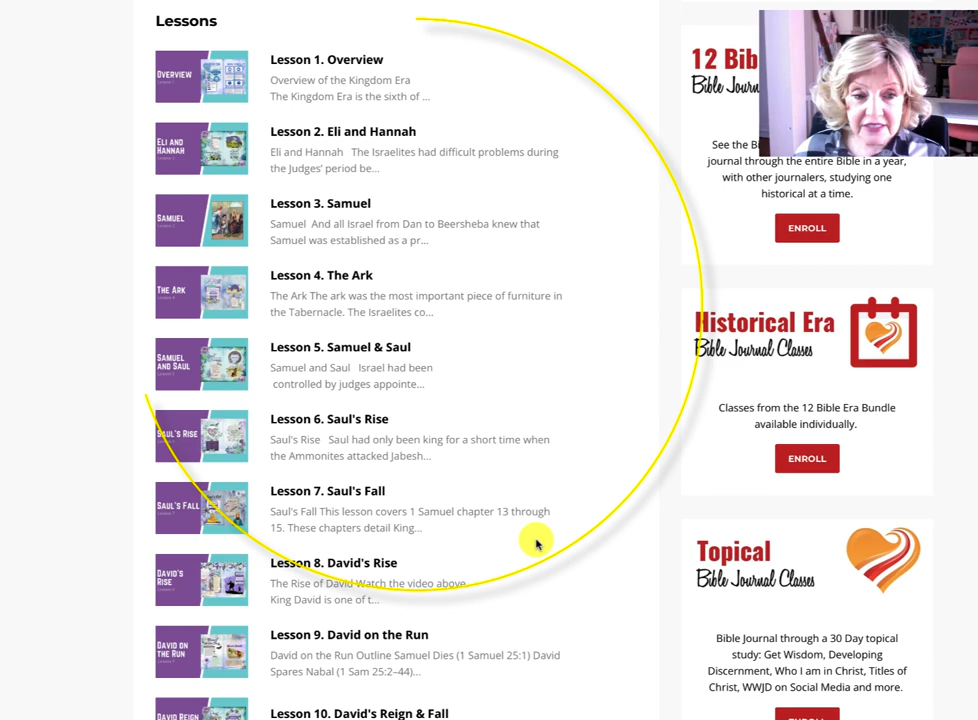 Lessons
OVERVIEW
Lesson 1. Overview
Overview of the Kingdom Era
The Kingdom Era is the sixth of ...
ELI AND
HANNAH
Lesson 2. Eli and Hannah
Eli and Hannah   The Israelites had difficult problems during
the Judges' period be...
SAMUEL
Lesson 3. Samuel
Samuel  And all Israel from Dan to Beersheba knew that
Samuel was established as a pr...
THE ARK
Lesson 4. The Ark
The Ark The ark was the most important piece of furniture in
the Tabernacle. The Israelites co...
SAMUEL
AND SAUL
Lesson 5. Samuel & Saul
Samuel and Saul   Israel had been
controlled by judges appointe...
SAUL'S RISE
Lesson 6. Saul's Rise
Saul's Rise   Saul had only been king for a short time when
the Ammonites attacked Jabesh...
SAUL'S FALL
Lesson 7. Saul's Fall
Saul's Fall This lesson covers 1 Samuel chapter 13 through
15. These chapters detail King...
DAVID'S
RISE
Lesson 8. David's Rise
The Rise of David Watch the video above.
King David is one of t...
DAVID ON
THE RUN
Lesson 9. David on the Run
David on the Run Outline Samuel Dies (1 Samuel 25:1) David
Spares Nabal (1 Sam 25:2–44)...
DAVID REIGN
Lesson 10. David's Reign & Fall
12 Bib
Bible Journ
See the Bi
journal through the entire Bible in a year,
with other journalers, studying one
historical at a time.
ENROLL
Historical Era
Bible Journal Classes
Classes from the 12 Bible Era Bundle
available individually.
ENROLL
Topical
Bible Journal Classes
Bible Journal through a 30 Day topical
study: Get Wisdom, Developing
Discernment, Who I am in Christ, Titles of
Christ, WWJD on Social Media and more.
ENROLL